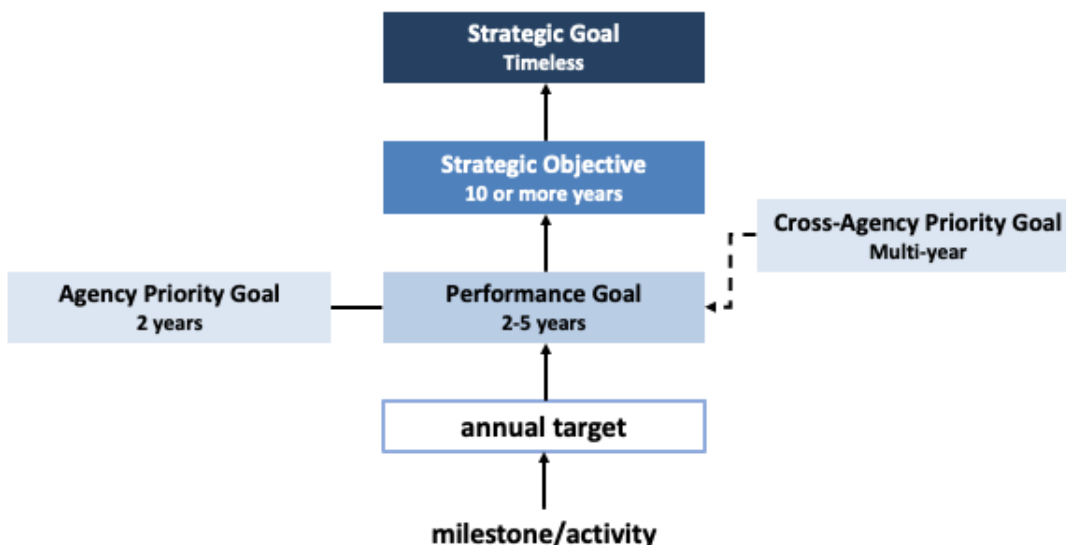 Strategic Goal
Timeless
Strategic Objective
10 or more years
Cross-Agency Priority Goal
Multi-year
Agency Priority Goal
2 years
Performance Goal
2-5 years
annual target
milestone/activity